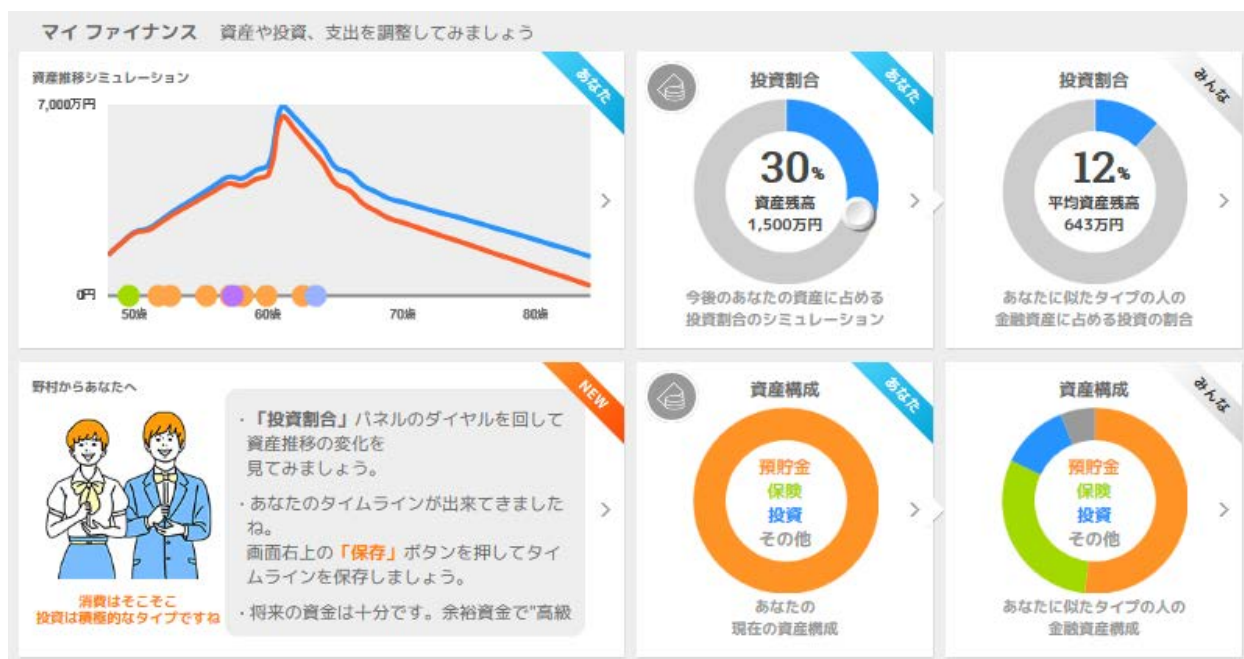 マイ ファイナンス 資産や投資、支出を調整してみましょう
資産推移シミュレーション
あなた
7,000万円
0円
50歳 60歳 70歳 80歳
投資割合
あなた
30%
資産残高
1,500万円
今後のあなたの資産に占める
投資割合のシミュレーション
投資割合
みんな
12%
平均資産残高
643万円
あなたに似たタイプの人の
金融資産に占める投資の割合
野村からあなたへ
NEW
・「投資割合」パネルのダイヤルを回して
資産推移の変化を
見てみましょう。
・あなたのタイムラインが出来てきました
ね。
画面右上の「保存」ボタンを押してタイ
ムラインを保存しましょう。
・将来の資金は十分です。余裕資金で"高級
消費はそこそこ
投資は積極的なタイプですね
資産構成
あなた
預貯金
保険
投資
その他
あなたの
現在の資産構成
資産構成
みんな
預貯金
保険
投資
その他
あなたに似たタイプの人の
金融資産構成